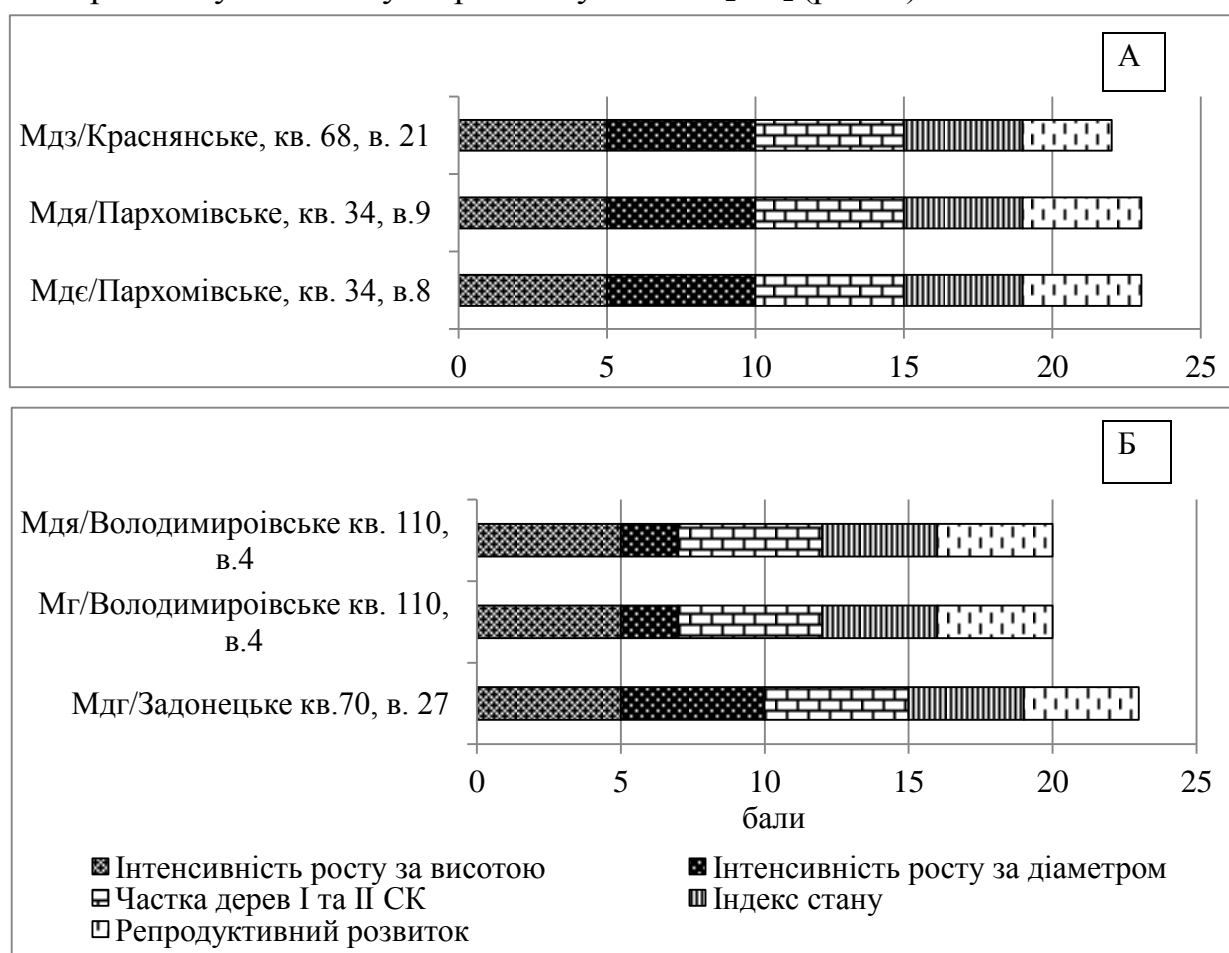 А
Мдз/Краснянське, кв. 68, в. 21
Мдя/Пархомівське, кв. 34, в.9
Мдє/Пархомівське, кв. 34, в.8
0 5 10 15 20 25
Б
Мдя/Володимироівське кв. 110,
в.4
Мг/Володимироівське кв. 110,
в.4
Мдг/Задонецьке кв.70, в. 27
0 5 10 15 20 25
бали
Інтенсивність росту за висотою Інтенсивність росту за діаметром
Частка дерев І та ІІ СК Індекс стану
Репродуктивний розвиток